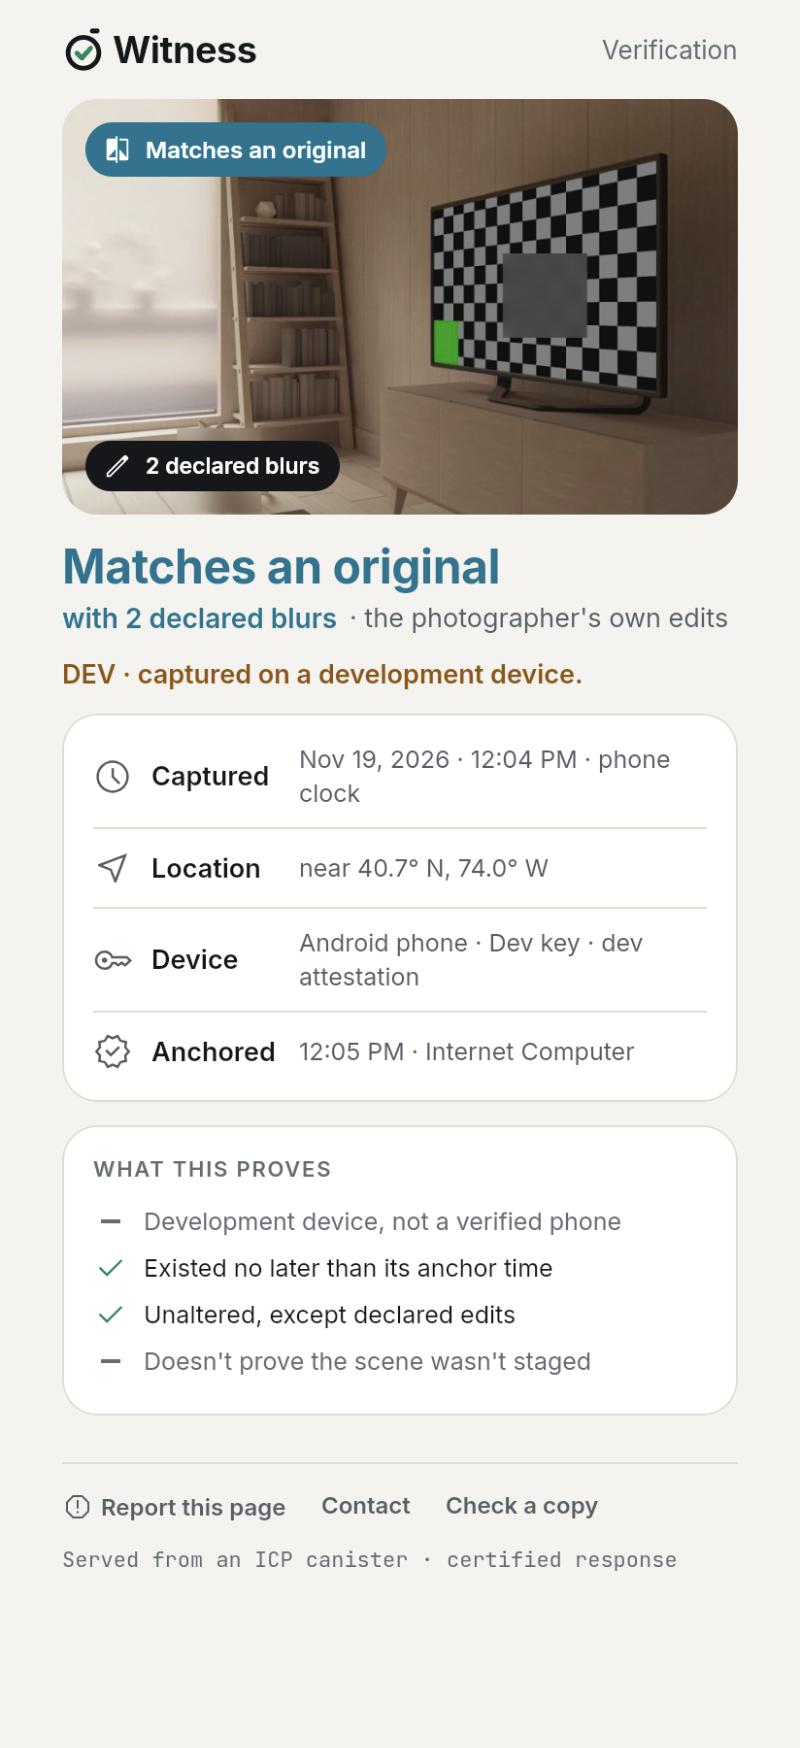 Witness
Verification
Matches an original
2 declared blurs
Matches an original
with 2 declared blurs · the photographer's own edits
DEV · captured on a development device.
Captured
Nov 19, 2026 · 12:04 PM · phone
clock
Location
near 40.7° N, 74.0° W
Device
Android phone · Dev key · dev
attestation
Anchored
12:05 PM · Internet Computer
WHAT THIS PROVES
Development device, not a verified phone
Existed no later than its anchor time
Unaltered, except declared edits
Doesn't prove the scene wasn't staged
Report this page
Contact
Check a copy
Served from an ICP canister · certified response